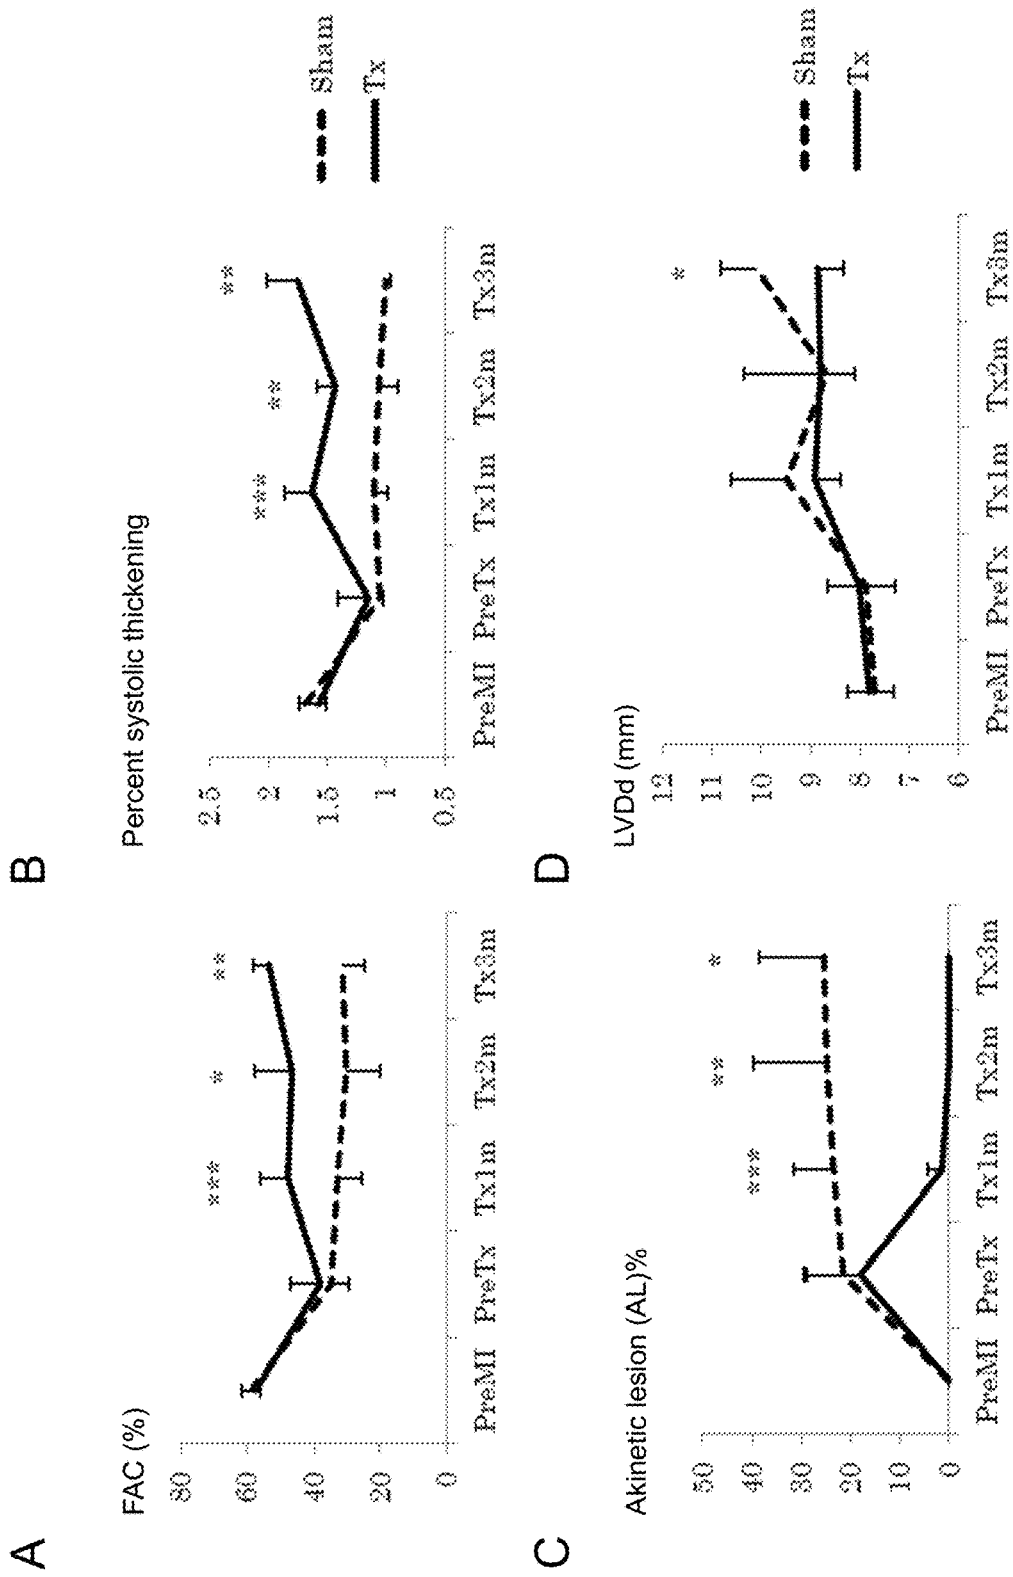 A
FAC (%)
80
60
40
20
0
PreMI PreTx Tx1m Tx2m Tx3m
***
*
**
B
Percent systolic thickening
2.5
2
1.5
1
0.5
PreMI PreTx Tx1m Tx2m Tx3m
***
**
**
Sham
Tx
C
Akinetic lesion (AL)%
50
40
30
20
10
0
PreMI PreTx Tx1m Tx2m Tx3m
***
**
*
D
LVDd (mm)
12
11
10
9
8
7
6
PreMI PreTx Tx1m Tx2m Tx3m
*
Sham
Tx